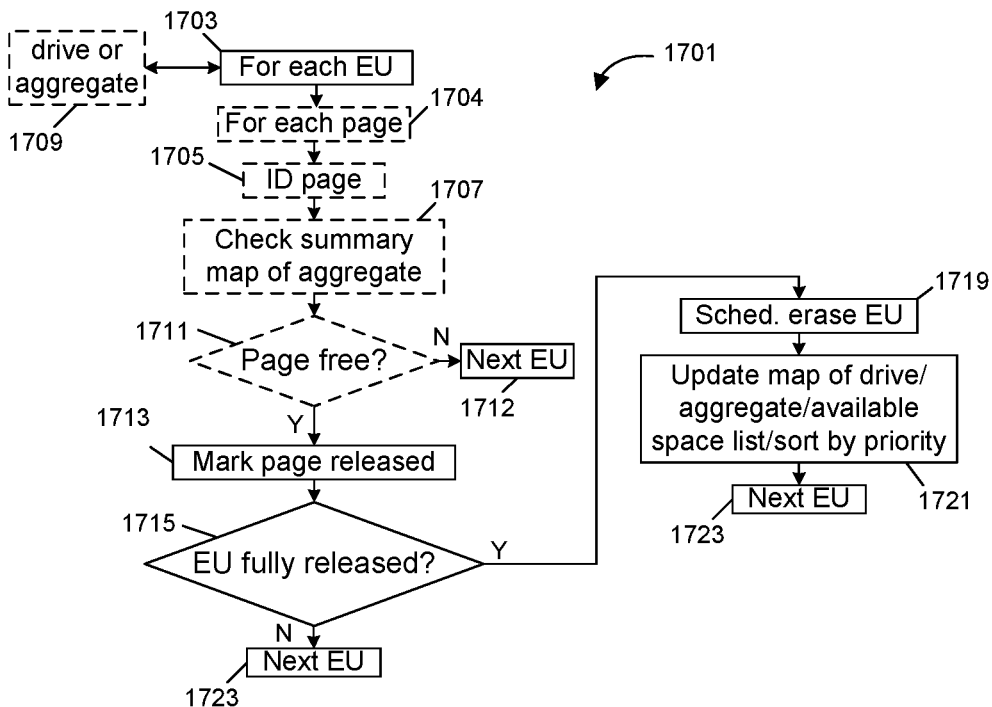 1703
drive or
aggregate
For each EU
1701
1709
1704
For each page
1705
ID page
1707
Check summary
map of aggregate
1719
Sched. erase EU
1711
Page free?
N
Next EU
1712
Update map of drive/
aggregate/available
space list/sort by priority
Y
1713
Mark page released
Next EU
1721
1723
1715
EU fully released?
Y
N
Next EU
1723